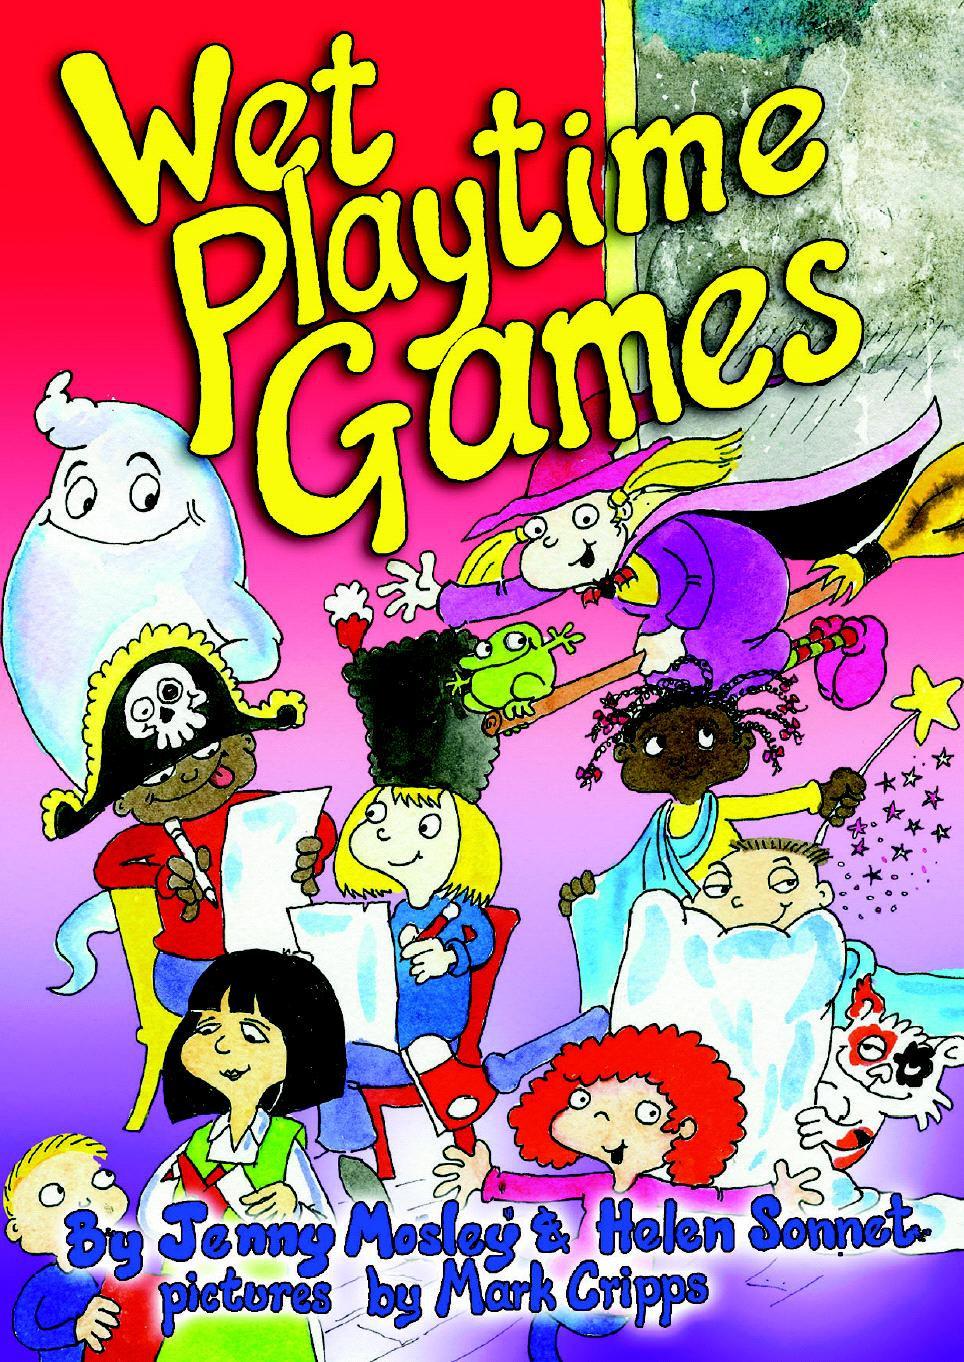 Wet
Playtime
Games
By Jenny Mosley & Helen Sonnet
pictures by Mark Cripps